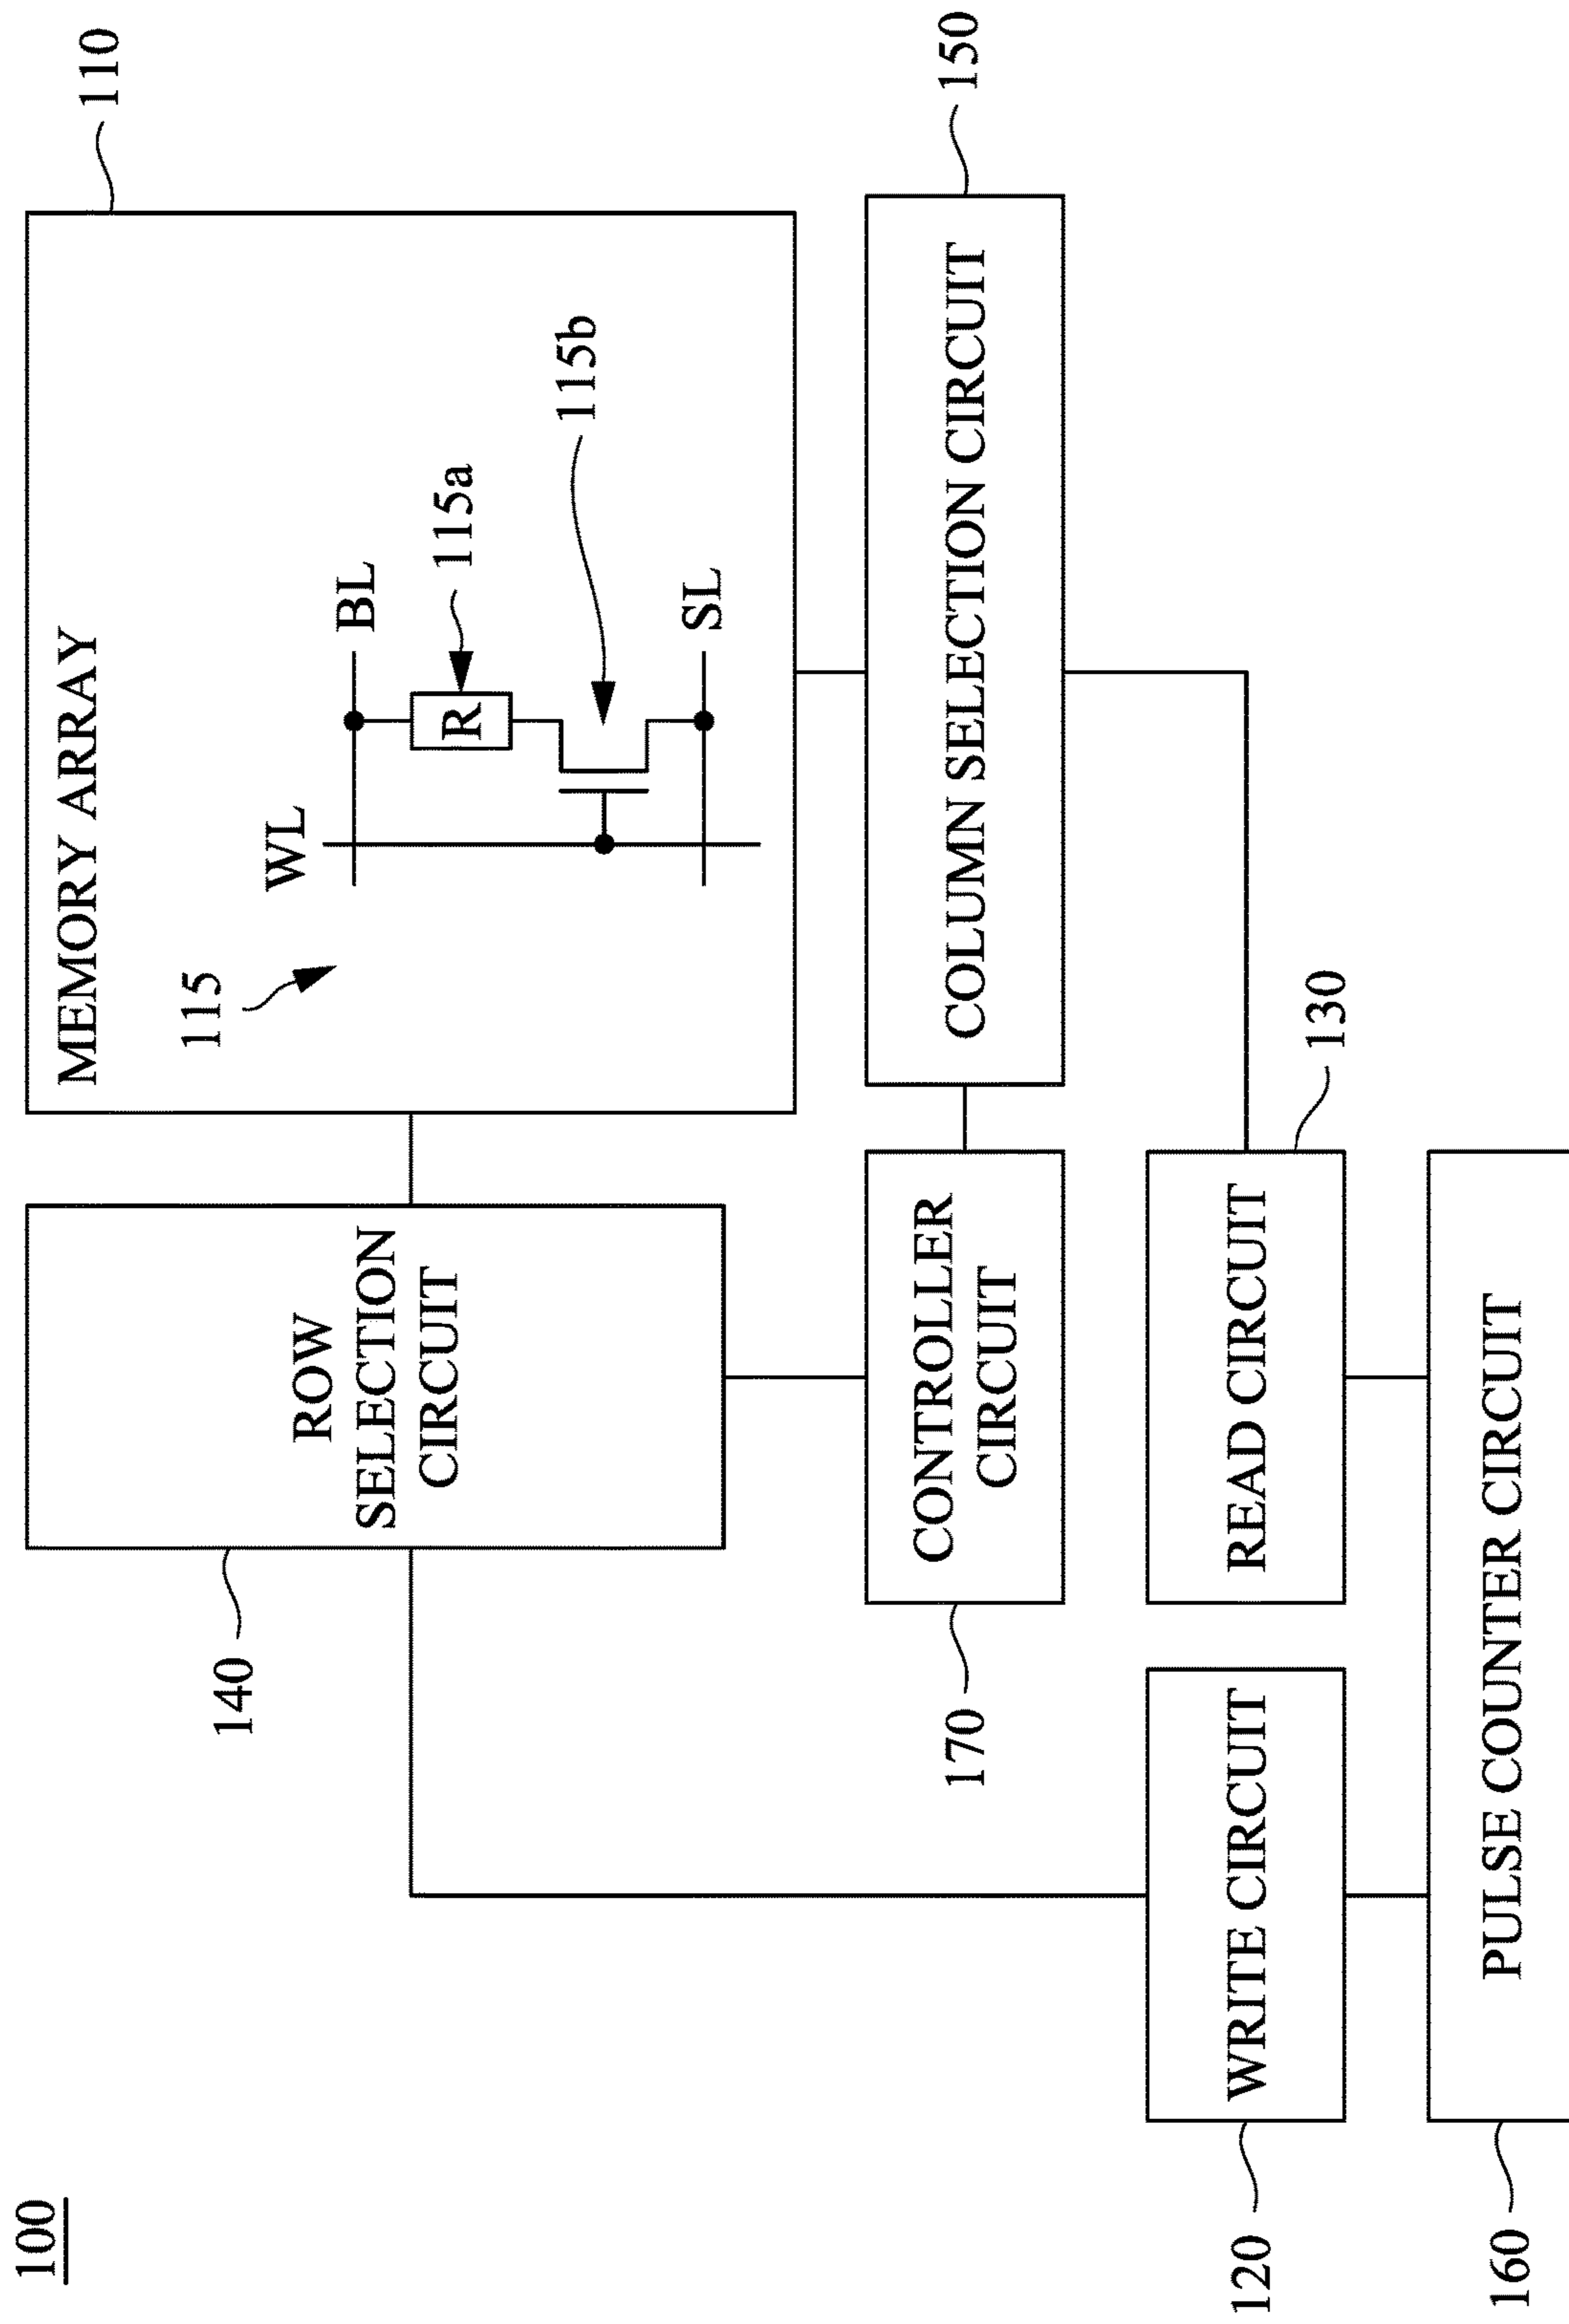 100
110
MEMORY ARRAY
115
WL
BL
115a
R
115b
SL
140
ROW
SELECTION
CIRCUIT
150
COLUMN SELECTION CIRCUIT
170
CONTROLLER
CIRCUIT
120
WRITE CIRCUIT
130
READ CIRCUIT
160
PULSE COUNTER CIRCUIT